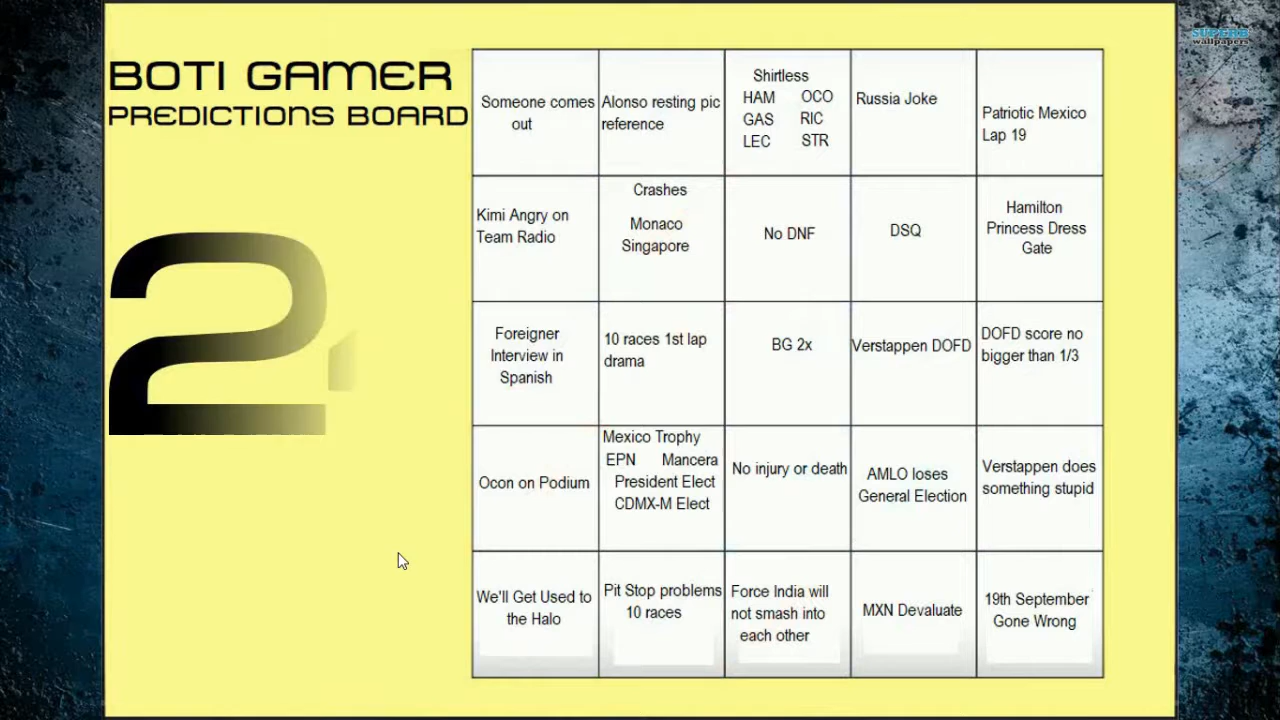 SUPERB
wallpapers
BOTI GAMER
PREDICTIONS BOARD
2
Someone comes
out
Alonso resting pic
reference
Shirtless
HAM OCO
GAS RIC
LEC STR
Russia Joke
Patriotic Mexico
Lap 19
Kimi Angry on
Team Radio
Crashes
Monaco
Singapore
No DNF
DSQ
Hamilton
Princess Dress
Gate
Foreigner
Interview in
Spanish
10 races 1st lap
drama
BG 2x
Verstappen DOFD
DOFD score no
bigger than 1/3
Ocon on Podium
Mexico Trophy
EPN Mancera
President Elect
CDMX-M Elect
No injury or death
AMLO loses
General Election
Verstappen does
something stupid
We'll Get Used to
the Halo
Pit Stop problems
10 races
Force India will
not smash into
each other
MXN Devaluate
19th September
Gone Wrong